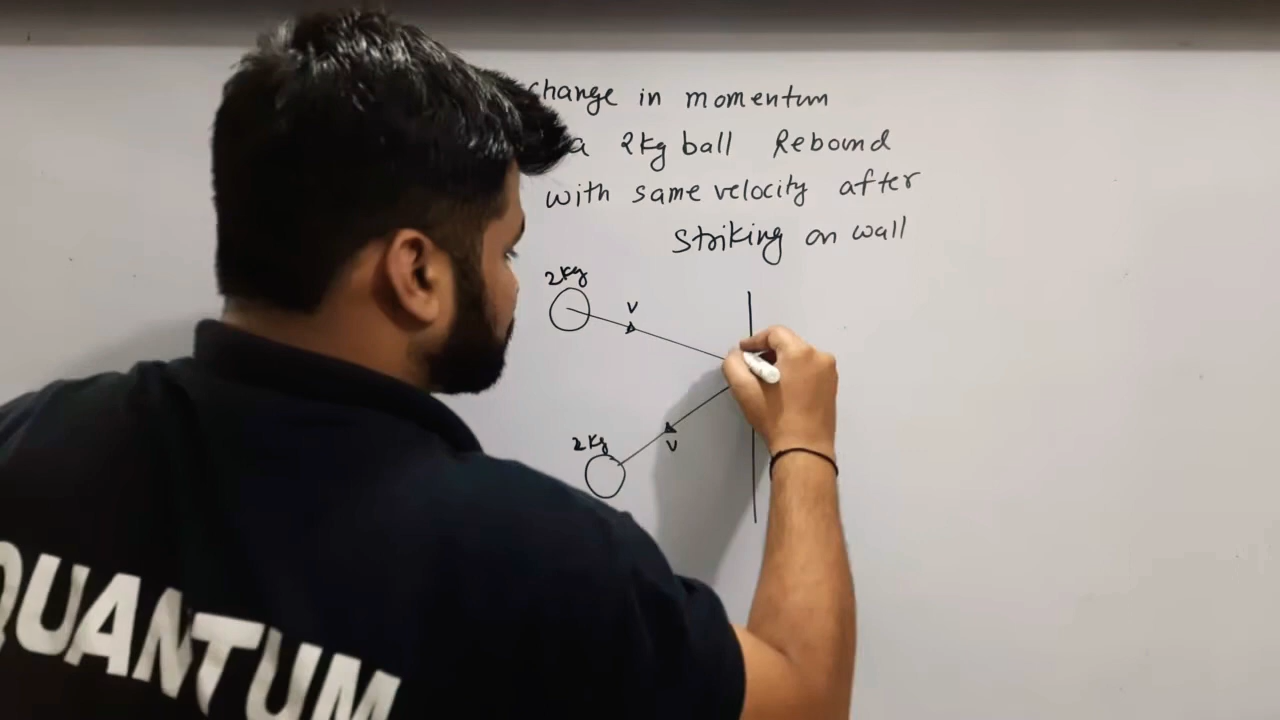 Change in momentum
a 2kg ball Rebound
with same velocity after
Striking on wall
2kg
v
2kg
v
QUANTUM